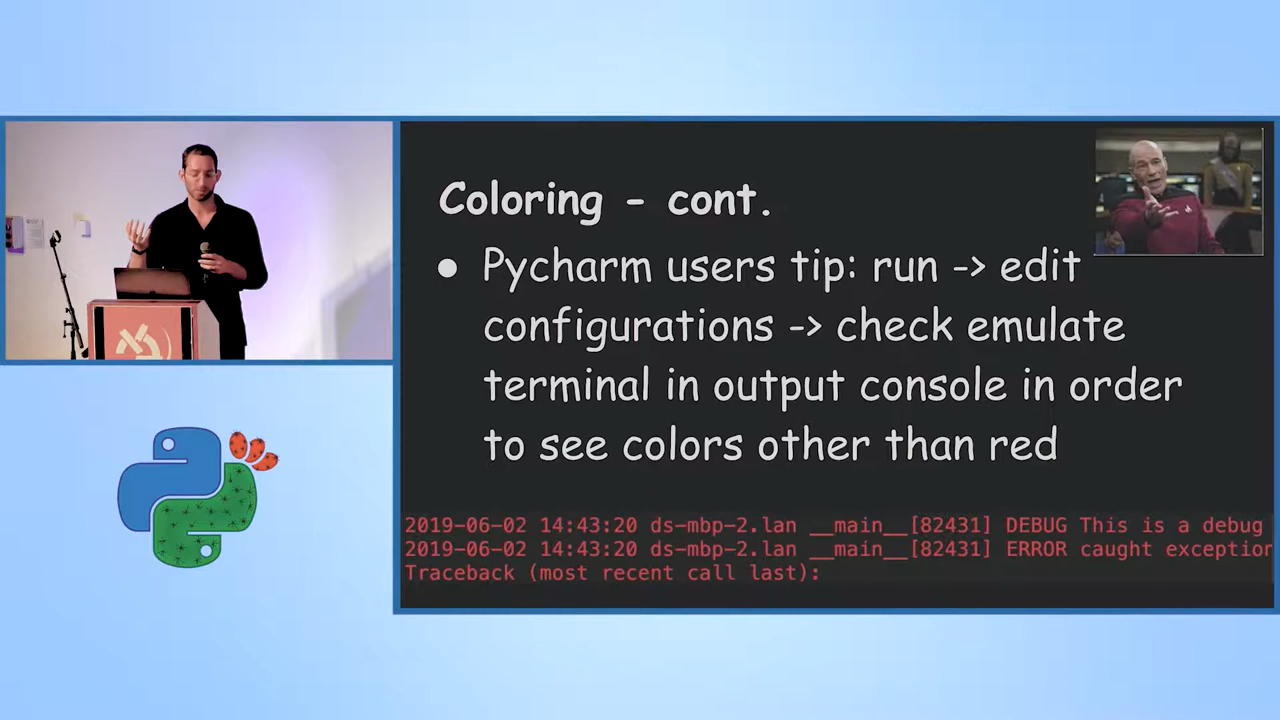 Coloring - cont.
● Pycharm users tip: run -> edit
configurations -> check emulate
terminal in output console in order
to see colors other than red
2019-06-02 14:43:20 ds-mbp-2.lan __main__[82431] DEBUG This is a debug
2019-06-02 14:43:20 ds-mbp-2.lan __main__[82431] ERROR caught exception
Traceback (most recent call last):